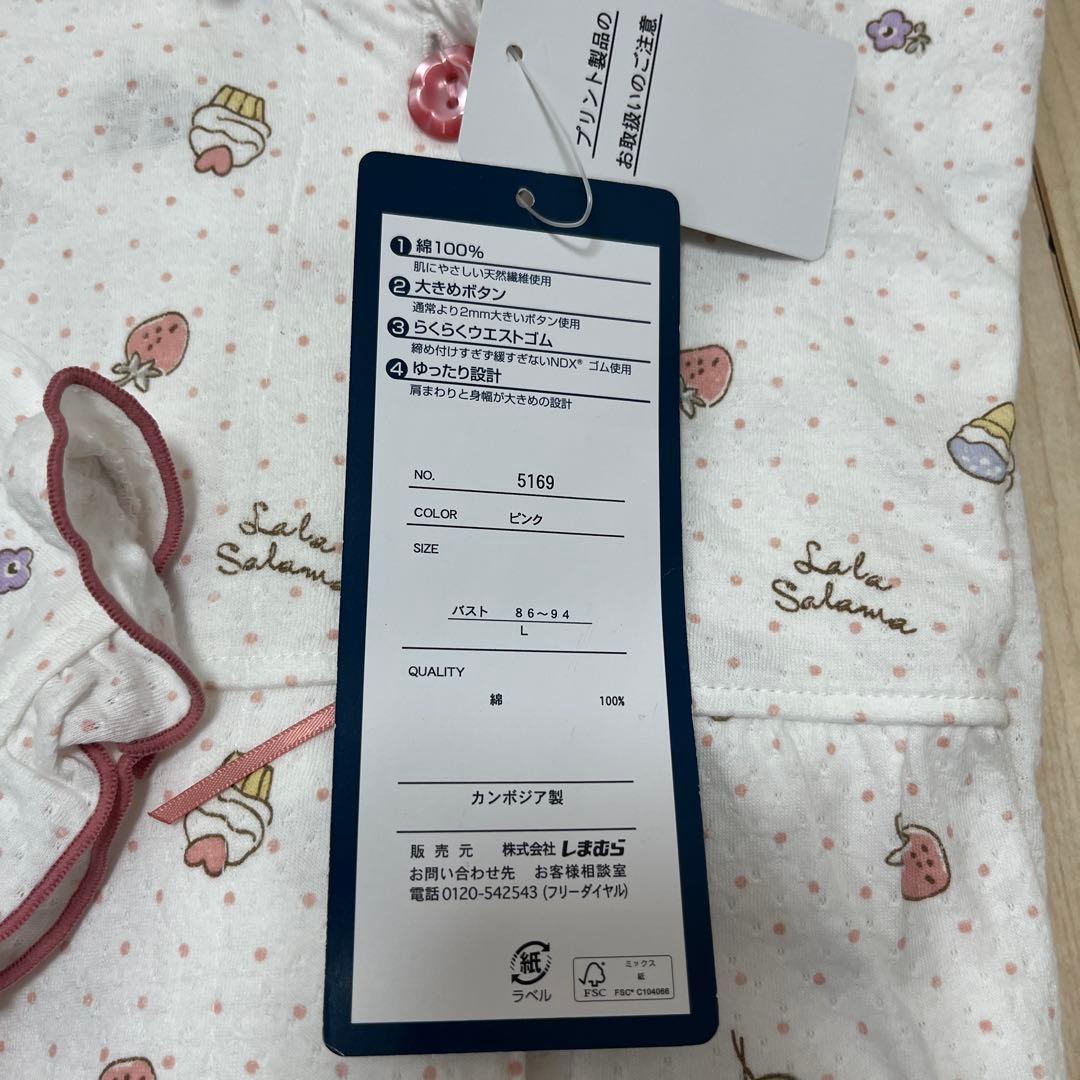 プリント製品の
お取扱いのご注意
1 綿100%
肌にやさしい天然繊維使用
2 大きめボタン
通常より2mm大きいボタン使用
3 らくらくウエストゴム
締め付けすぎず緩すぎないNDX® ゴム使用
4 ゆったり設計
肩まわりと身幅が大きめの設計
NO. 5169
COLOR ピンク
SIZE
バスト 86〜94
L
QUALITY
綿 100%
カンボジア製
販売元 株式会社しまむら
お問い合わせ先 お客様相談室
電話0120-542543 (フリーダイヤル)
紙
ラベル
FSC
ミックス
紙
FSC® C104066
Lala
Salama
Lala
Salama